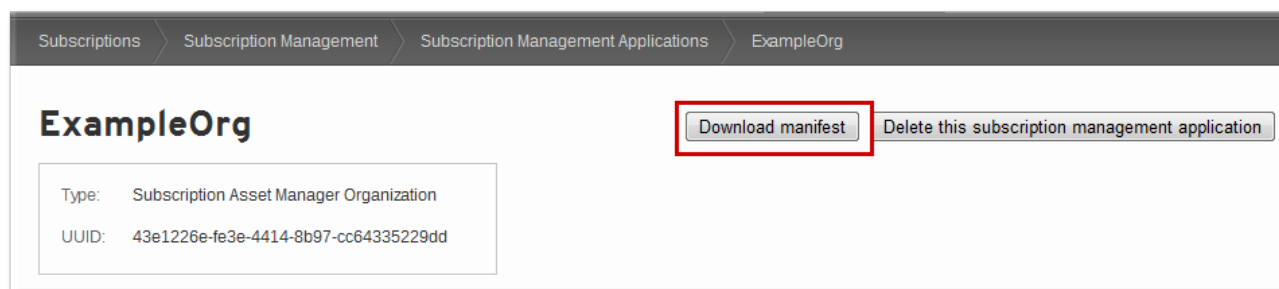 Subscriptions Subscription Management Subscription Management Applications ExampleOrg
ExampleOrg
Download manifest Delete this subscription management application
Type: Subscription Asset Manager Organization
UUID: 43e1226e-fe3e-4414-8b97-cc64335229dd